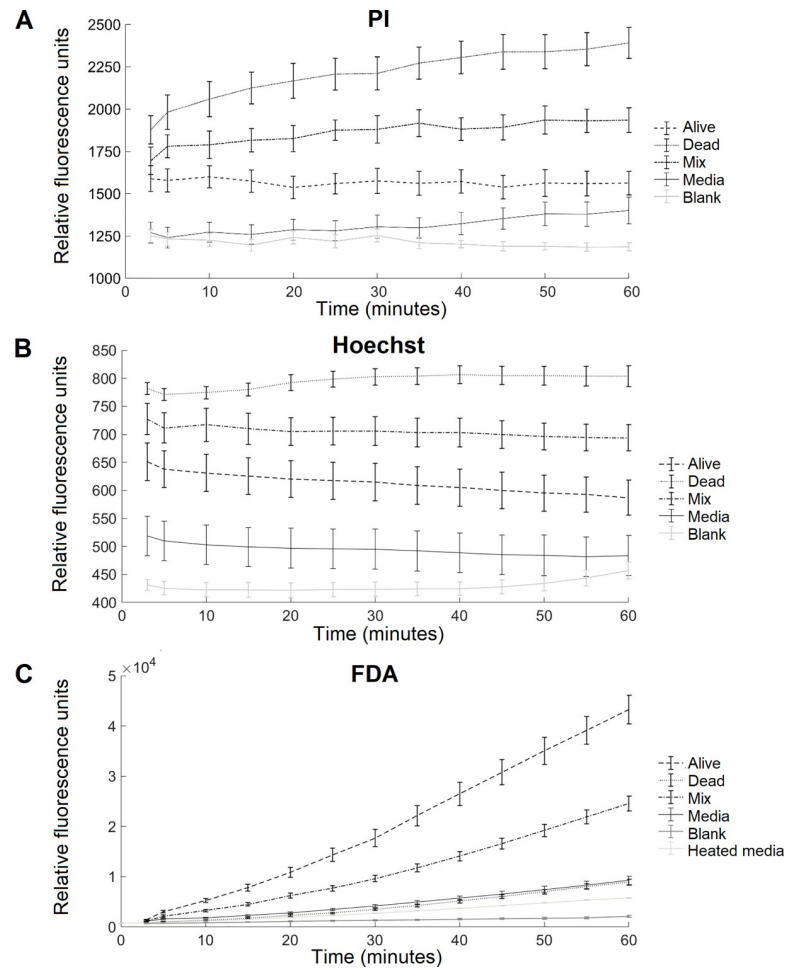 A
PI
Relative fluorescence units
2500
2250
2000
1750
1500
1250
1000
0
10
20
30
40
50
60
Time (minutes)
Alive
Dead
Mix
Media
Blank
B
Hoechst
Relative fluorescence units
850
800
750
700
650
600
550
500
450
400
0
10
20
30
40
50
60
Time (minutes)
Alive
Dead
Mix
Media
Blank
C
×10⁴
FDA
Relative fluorescence units
5
4
3
2
1
0
10
20
30
40
50
60
Time (minutes)
Alive
Dead
Mix
Media
Blank
Heated media